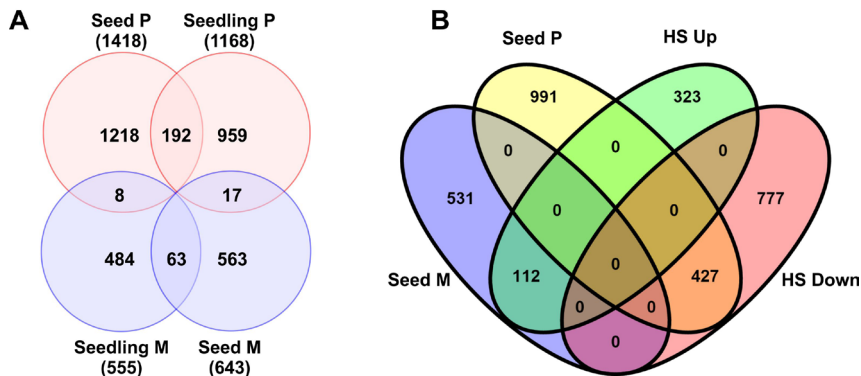 A
Seed P
(1418)
Seedling P
(1168)
1218
192
959
8
17
484
63
563
Seedling M
(555)
Seed M
(643)
B
Seed P
HS Up
991
323
0
0
0
531
0
0
777
Seed M
112
0
427
HS Down
0
0
0